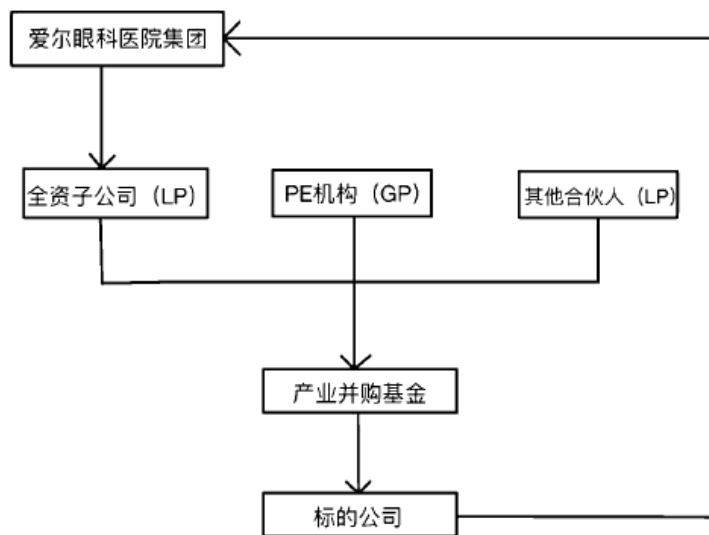 爱尔眼科医院集团
全资子公司（LP）
PE机构（GP）
其他合伙人（LP）
产业并购基金
标的公司